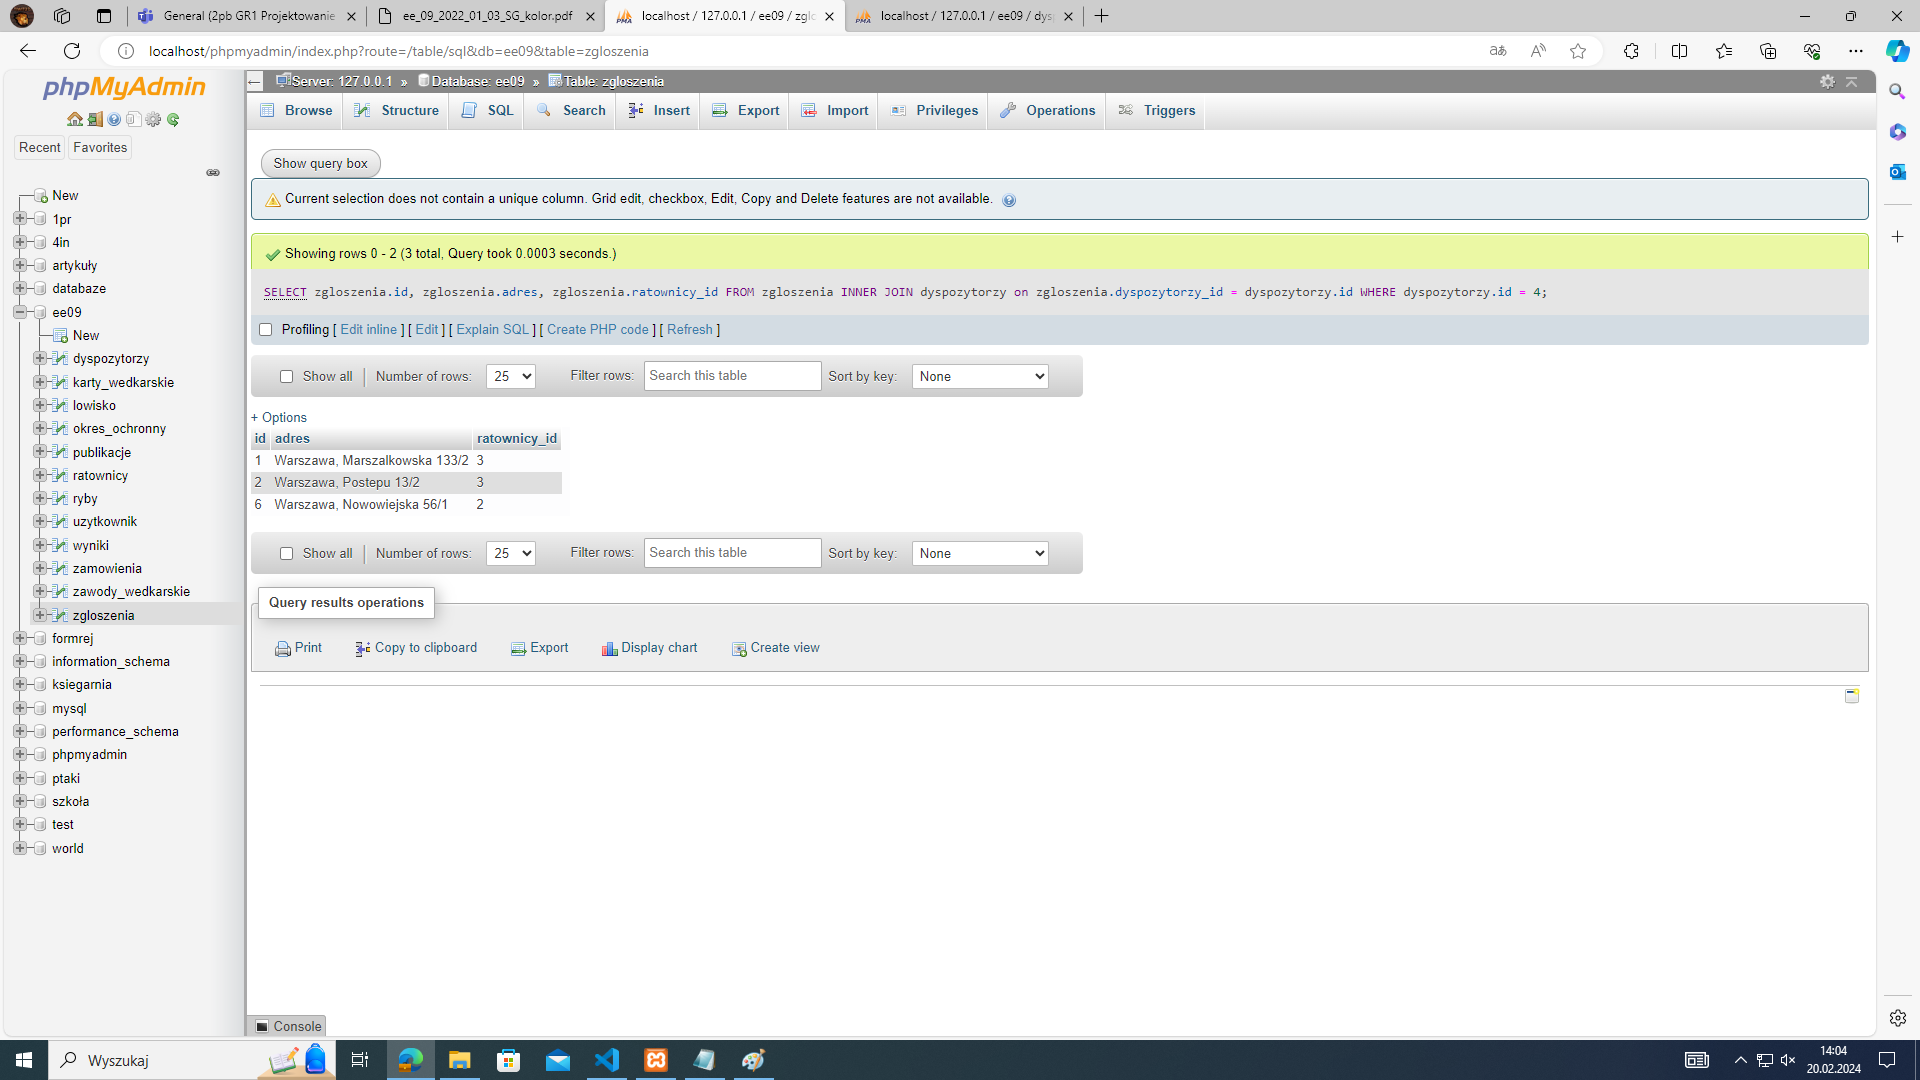 General (2pb GR1 Projektowanie
ee_09_2022_01_03_SG_kolor.pdf
localhost / 127.0.0.1 / ee09 / zglo
localhost / 127.0.0.1 / ee09 / dysp
localhost/phpmyadmin/index.php?route=/table/sql&db=ee09&table=zgloszenia
phpMyAdmin
Recent Favorites
New
1pr
4in
artykuły
databaze
ee09
New
dyspozytorzy
karty_wedkarskie
lowisko
okres_ochronny
publikacje
ratownicy
ryby
uzytkownik
wyniki
zamowienia
zawody_wedkarskie
zgloszenia
formrej
information_schema
ksiegarnia
mysql
performance_schema
phpmyadmin
ptaki
szkoła
test
world
Server: 127.0.0.1 » Database: ee09 » Table: zgloszenia
Browse Structure SQL Search Insert Export Import Privileges Operations Triggers
Show query box
Current selection does not contain a unique column. Grid edit, checkbox, Edit, Copy and Delete features are not available.
Showing rows 0 - 2 (3 total, Query took 0.0003 seconds.)
SELECT zgloszenia.id, zgloszenia.adres, zgloszenia.ratownicy_id FROM zgloszenia INNER JOIN dyspozytorzy on zgloszenia.dyspozytorzy_id = dyspozytorzy.id WHERE dyspozytorzy.id = 4;
Profiling [ Edit inline ] [ Edit ] [ Explain SQL ] [ Create PHP code ] [ Refresh ]
Show all Number of rows: 25 Filter rows: Search this table Sort by key: None
+ Options
id adres ratownicy_id
1 Warszawa, Marszalkowska 133/2 3
2 Warszawa, Postepu 13/2 3
6 Warszawa, Nowowiejska 56/1 2
Show all Number of rows: 25 Filter rows: Search this table Sort by key: None
Query results operations
Print Copy to clipboard Export Display chart Create view
Console
Wyszukaj
14:04
20.02.2024